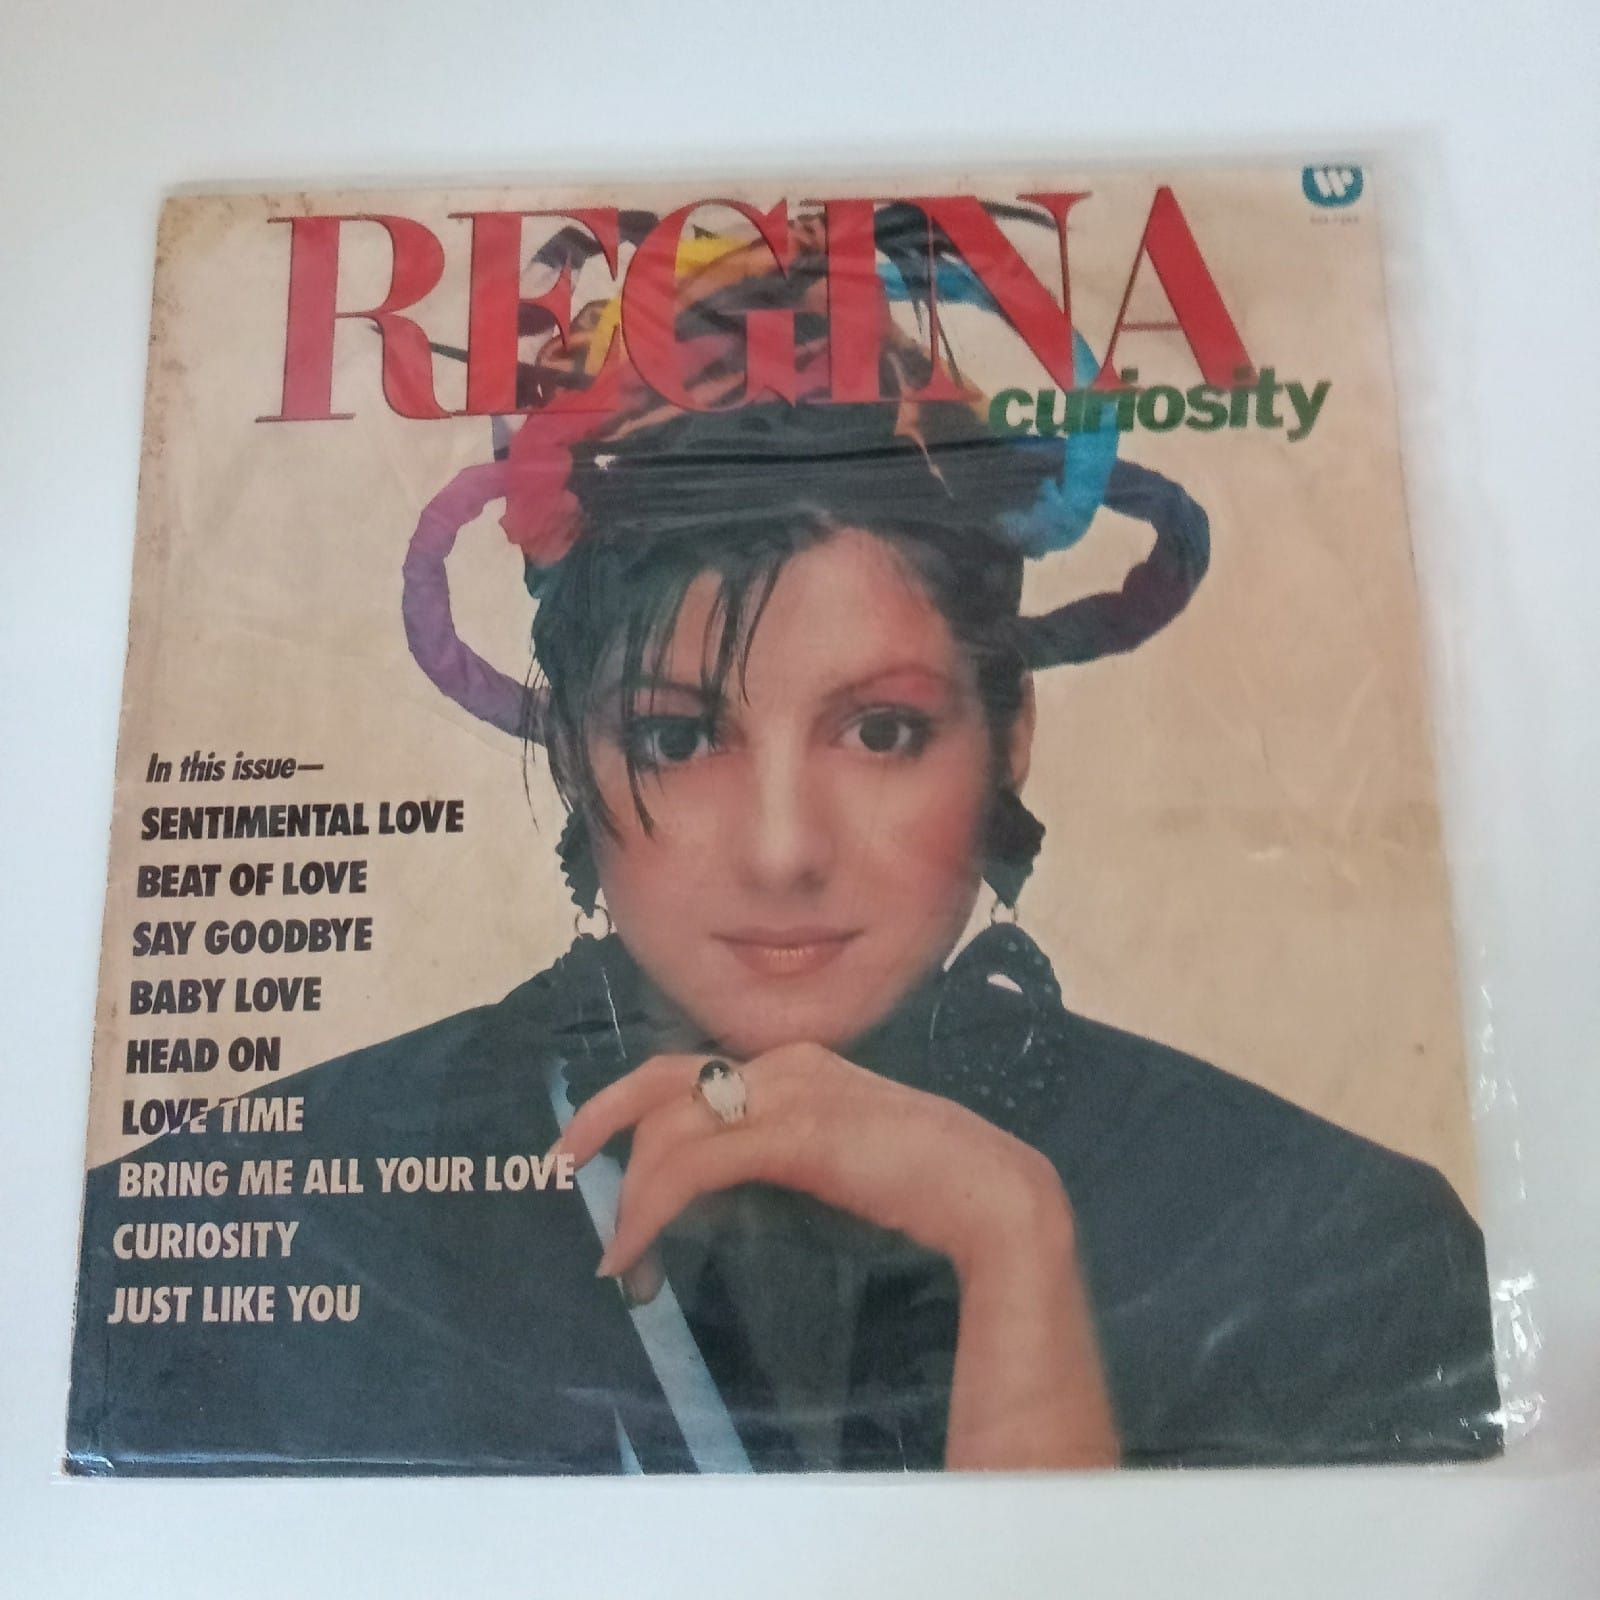 REGINA
curiosity
In this issue—
SENTIMENTAL LOVE
BEAT OF LOVE
SAY GOODBYE
BABY LOVE
HEAD ON
LOVE TIME
BRING ME ALL YOUR LOVE
CURIOSITY
JUST LIKE YOU